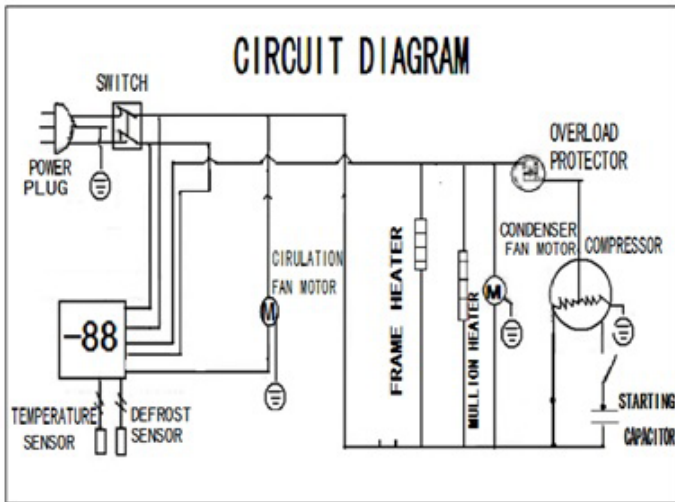 CIRCUIT DIAGRAM
SWITCH
POWER
PLUG
OVERLOAD
PROTECTOR
CONDENSER
FAN MOTOR
COMPRESSOR
CIRULATION
FAN MOTOR
M
M
FRAME HEATER
MULLION HEATER
-88
TEMPERATURE
SENSOR
DEFROST
SENSOR
STARTING
CAPACITOR